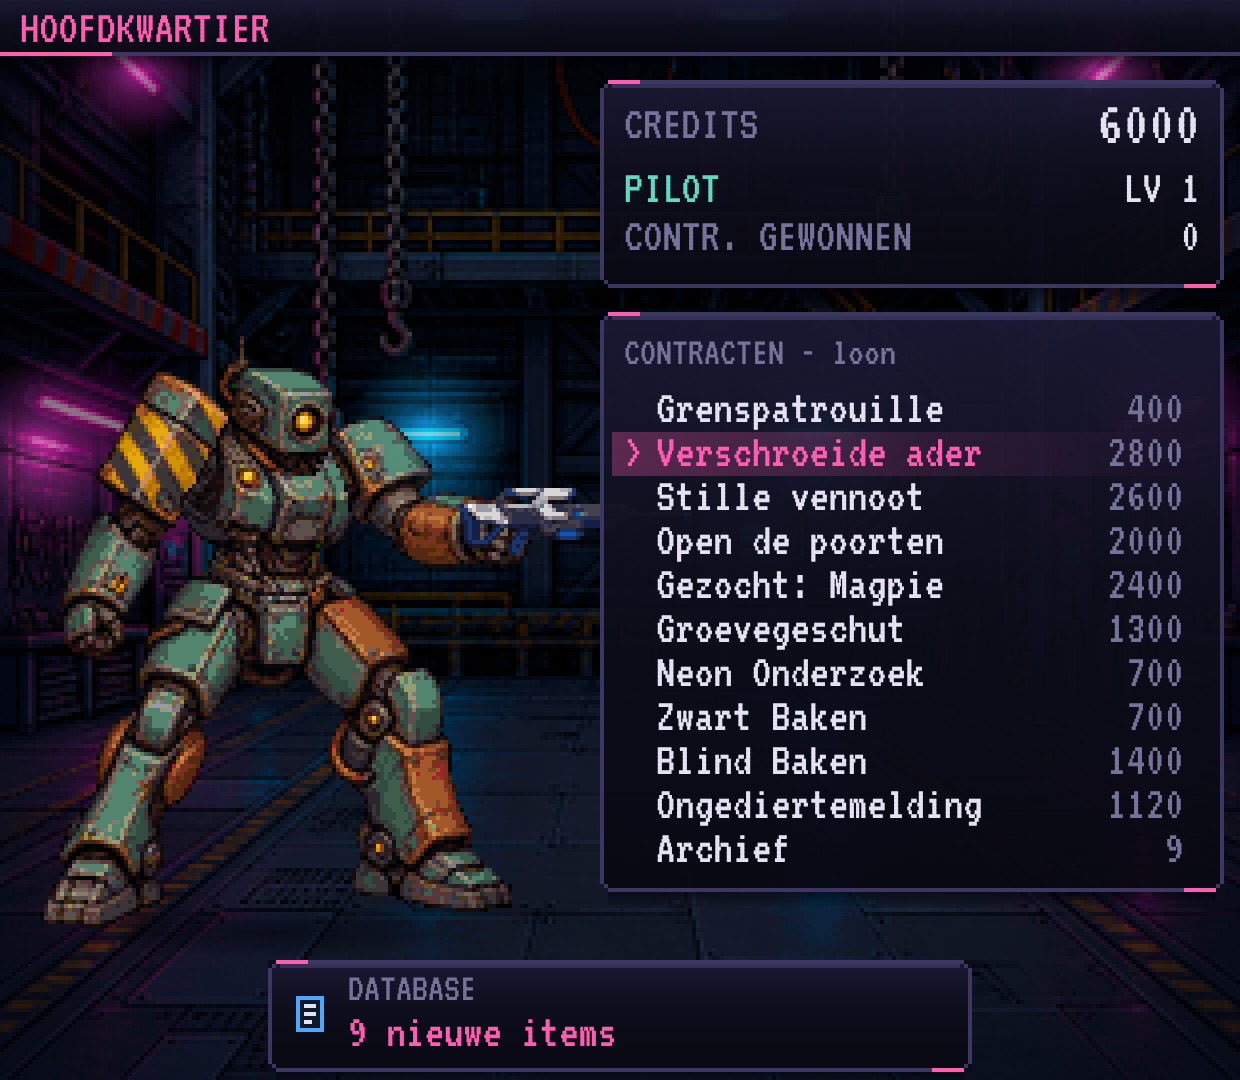 HOOFDKWARTIER
CREDITS 6000
PILOT LV 1
CONTR. GEWONNEN 0
CONTRACTEN - loon
Grenspatrouille 400
> Verschroeide ader 2800
Stille vennoot 2600
Open de poorten 2000
Gezocht: Magpie 2400
Groevegeschut 1300
Neon Onderzoek 700
Zwart Baken 700
Blind Baken 1400
Ongediertemelding 1120
Archief 9
DATABASE
9 nieuwe items